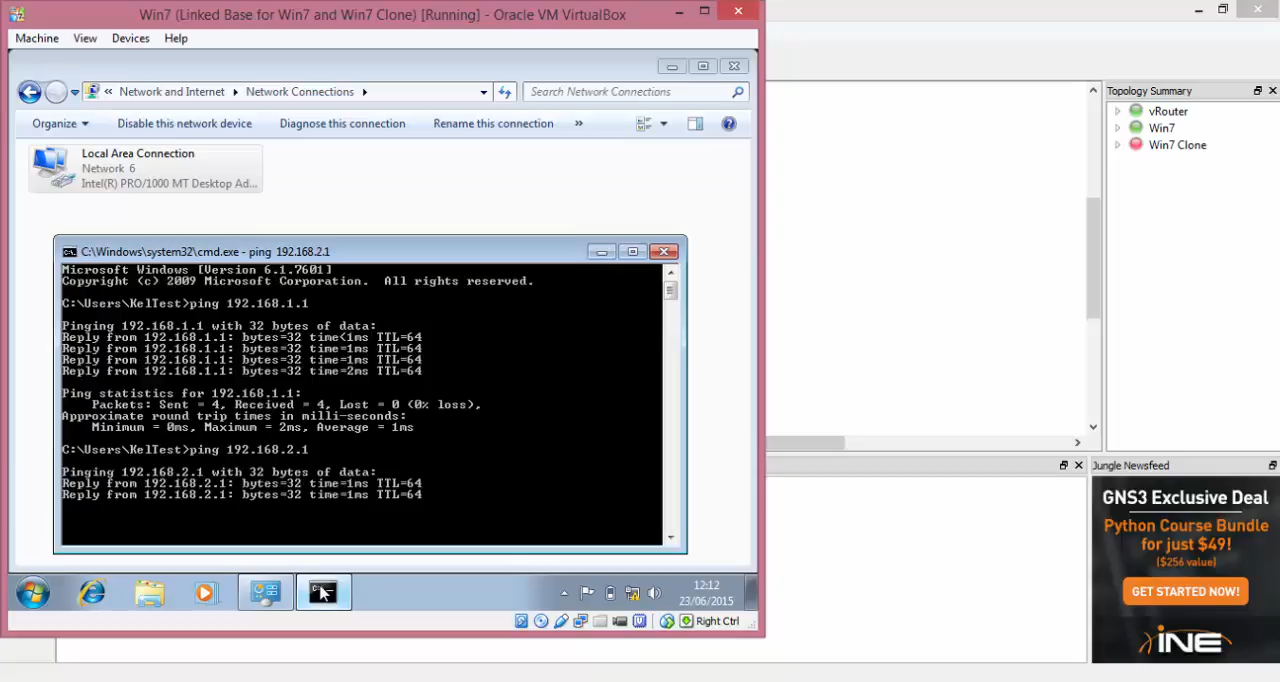 Win7 (Linked Base for Win7 and Win7 Clone) [Running] - Oracle VM VirtualBox
Machine View Devices Help
« Network and Internet Network Connections
Search Network Connections
Organize Disable this network device Diagnose this connection Rename this connection »
Local Area Connection
Network 6
Intel(R) PRO/1000 MT Desktop Ad...
C:\Windows\system32\cmd.exe - ping 192.168.2.1
Microsoft Windows [Version 6.1.7601]
Copyright (c) 2009 Microsoft Corporation. All rights reserved.
C:\Users\KelTest>ping 192.168.1.1
Pinging 192.168.1.1 with 32 bytes of data:
Reply from 192.168.1.1: bytes=32 time<1ms TTL=64
Reply from 192.168.1.1: bytes=32 time=1ms TTL=64
Reply from 192.168.1.1: bytes=32 time=1ms TTL=64
Reply from 192.168.1.1: bytes=32 time=2ms TTL=64
Ping statistics for 192.168.1.1:
Packets: Sent = 4, Received = 4, Lost = 0 (0% loss),
Approximate round trip times in milli-seconds:
Minimum = 0ms, Maximum = 2ms, Average = 1ms
C:\Users\KelTest>ping 192.168.2.1
Pinging 192.168.2.1 with 32 bytes of data:
Reply from 192.168.2.1: bytes=32 time=1ms TTL=64
Reply from 192.168.2.1: bytes=32 time=1ms TTL=64
12:12
23/06/2015
Right Ctrl
Topology Summary
vRouter
Win7
Win7 Clone
Jungle Newsfeed
GNS3 Exclusive Deal
Python Course Bundle
for just $49!
($256 value)
GET STARTED NOW!
iNE